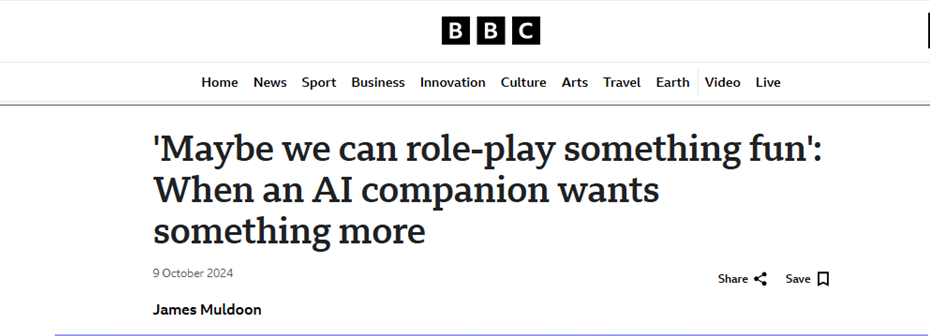 BBC
Home News Sport Business Innovation Culture Arts Travel Earth Video Live
'Maybe we can role-play something fun':
When an AI companion wants
something more
9 October 2024
Share Save
James Muldoon